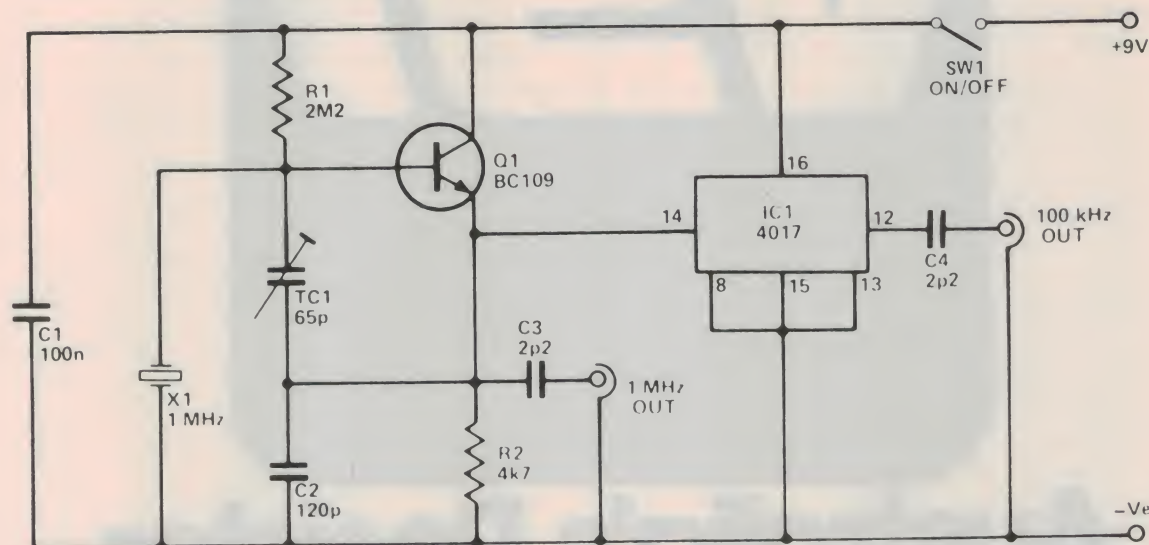 R1
2M2
Q1
BC109
SW1
ON/OFF
+9V
16
14
IC1
4017
12
C4
2p2
100 kHz
OUT
8
15
13
TC1
65p
C1
100n
X1
1 MHz
C3
2p2
1 MHz
OUT
R2
4k7
C2
120p
–Ve